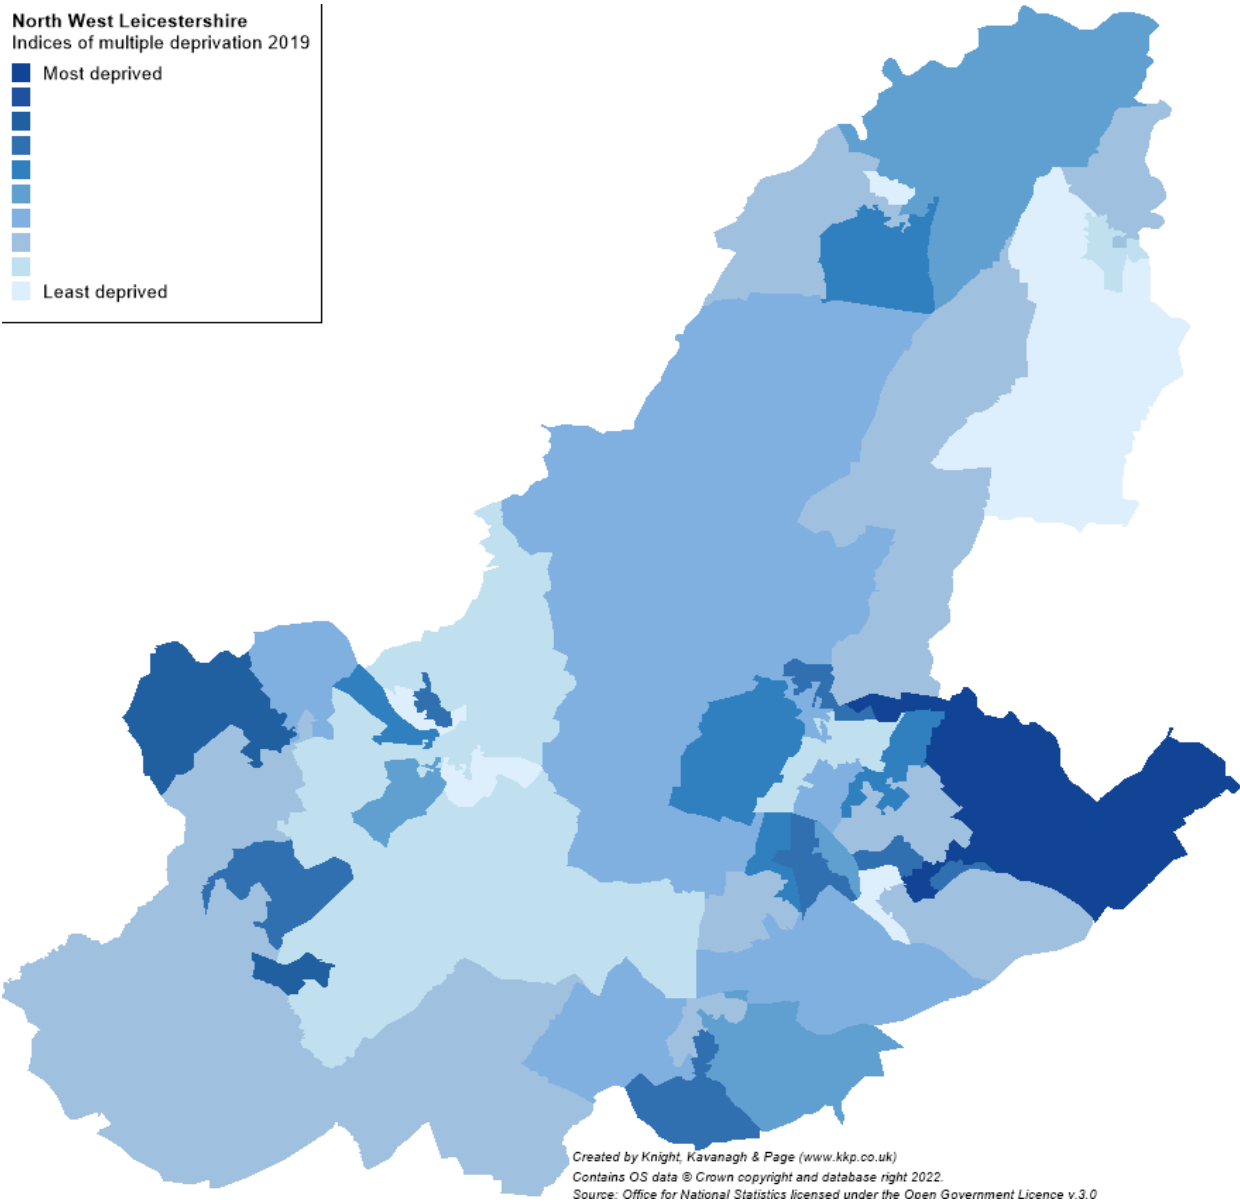 North West Leicestershire
Indices of multiple deprivation 2019
Most deprived
Least deprived
Created by Knight, Kavanagh & Page (www.kkp.co.uk)
Contains OS data © Crown copyright and database right 2022.
Source: Office for National Statistics licensed under the Open Government Licence v.3.0